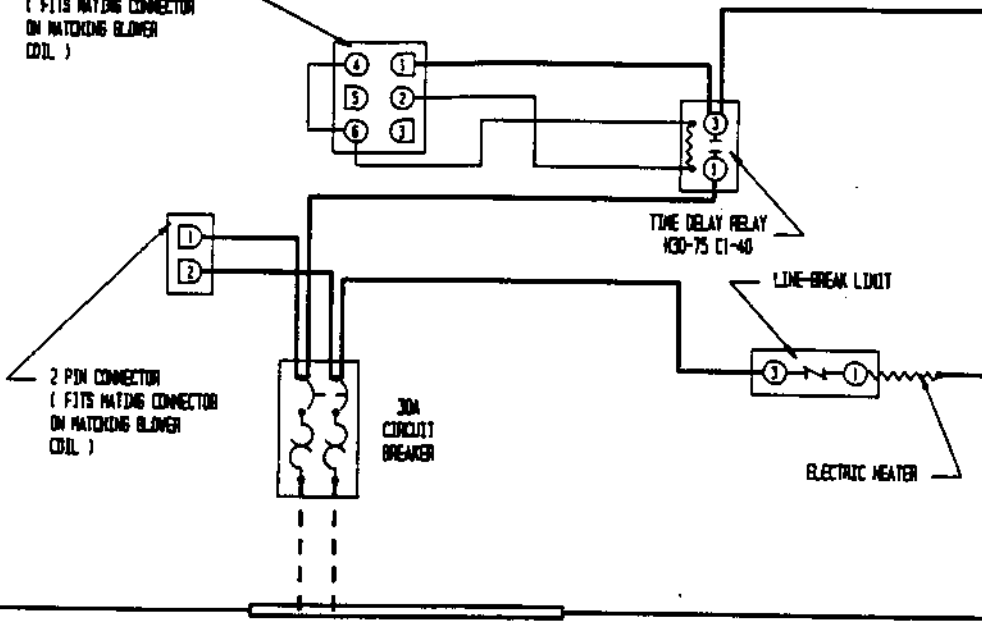 ( FITS MATING CONNECTOR
ON MATCHING BLOWER
COIL )
4 1
5 2
6 3
3
1
TIME DELAY RELAY
C1-40
1
2
LINE-BREAK LIMIT
3 1
2 PIN CONNECTOR
( FITS MATING CONNECTOR
ON MATCHING BLOWER
COIL )
30A
CIRCUIT
BREAKER
ELECTRIC HEATER